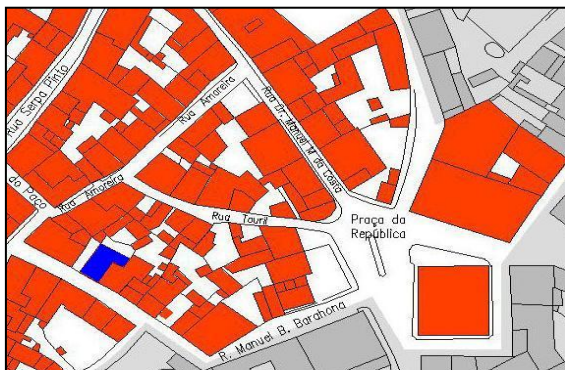 Rua Serpa Pinto
Rua Amoreira
Rua Dr. Manuel M. da Costa
do Paço
Rua Amoreira
Rua Touril
Praça da
República
R. Manuel B. Barahona